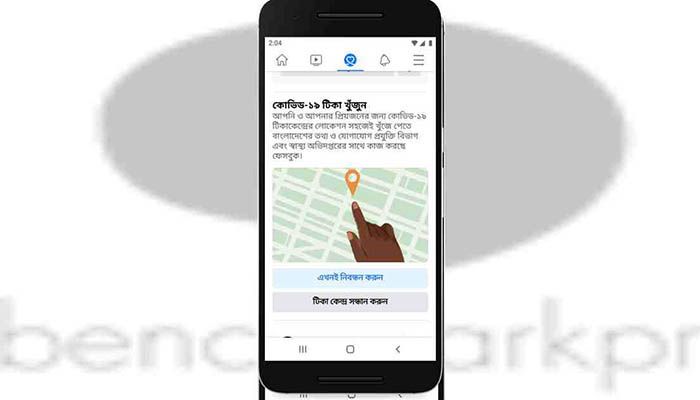 2:04
কোভিড-১৯ টিকা খুঁজুন
আপনি ও আপনার প্রিয়জনের জন্য কোভিড-১৯
টিকাকেন্দ্রের লোকেশন সহজেই খুঁজে পেতে
বাংলাদেশের তথ্য ও যোগাযোগ প্রযুক্তি বিভাগ
এবং স্বাস্থ্য অধিদপ্তরের সাথে কাজ করছে
ফেসবুক।
এখনই নিবন্ধন করুন
টিকা কেন্দ্র সন্ধান করুন